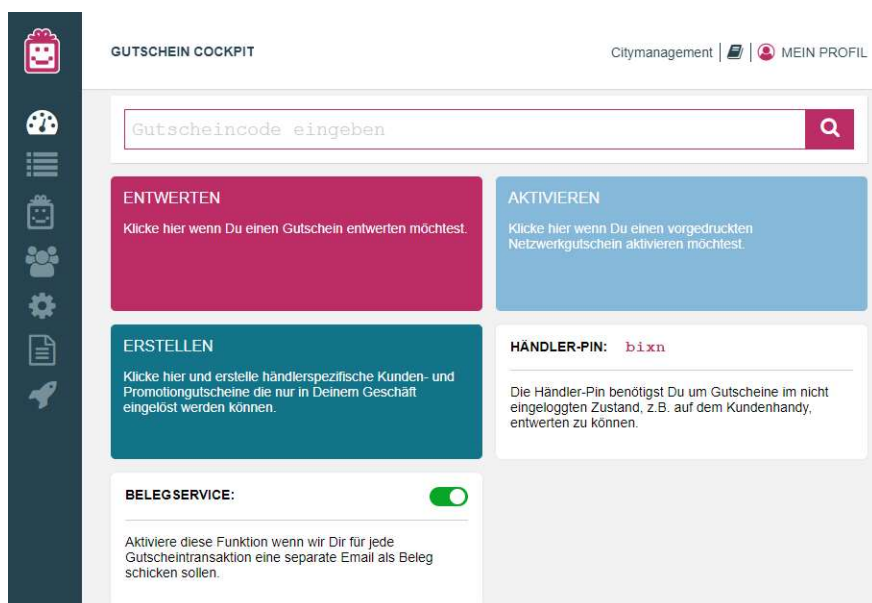 GUTSCHEIN COCKPIT
Citymanagement
MEIN PROFIL
Gutscheincode eingeben
ENTWERTEN
Klicke hier wenn Du einen Gutschein entwerten möchtest.
AKTIVIEREN
Klicke hier wenn Du einen vorgedruckten
Netzwerkgutschein aktivieren möchtest.
ERSTELLEN
Klicke hier und erstelle händlerspezifische Kunden- und
Promotiongutscheine die nur in Deinem Geschäft
eingelöst werden können.
HÄNDLER-PIN: bixn
Die Händler-Pin benötigst Du um Gutscheine im nicht
eingeloggten Zustand, z.B. auf dem Kundenhandy,
entwerten zu können.
BELEGSERVICE:
Aktiviere diese Funktion wenn wir Dir für jede
Gutscheintransaktion eine separate Email als Beleg
schicken sollen.